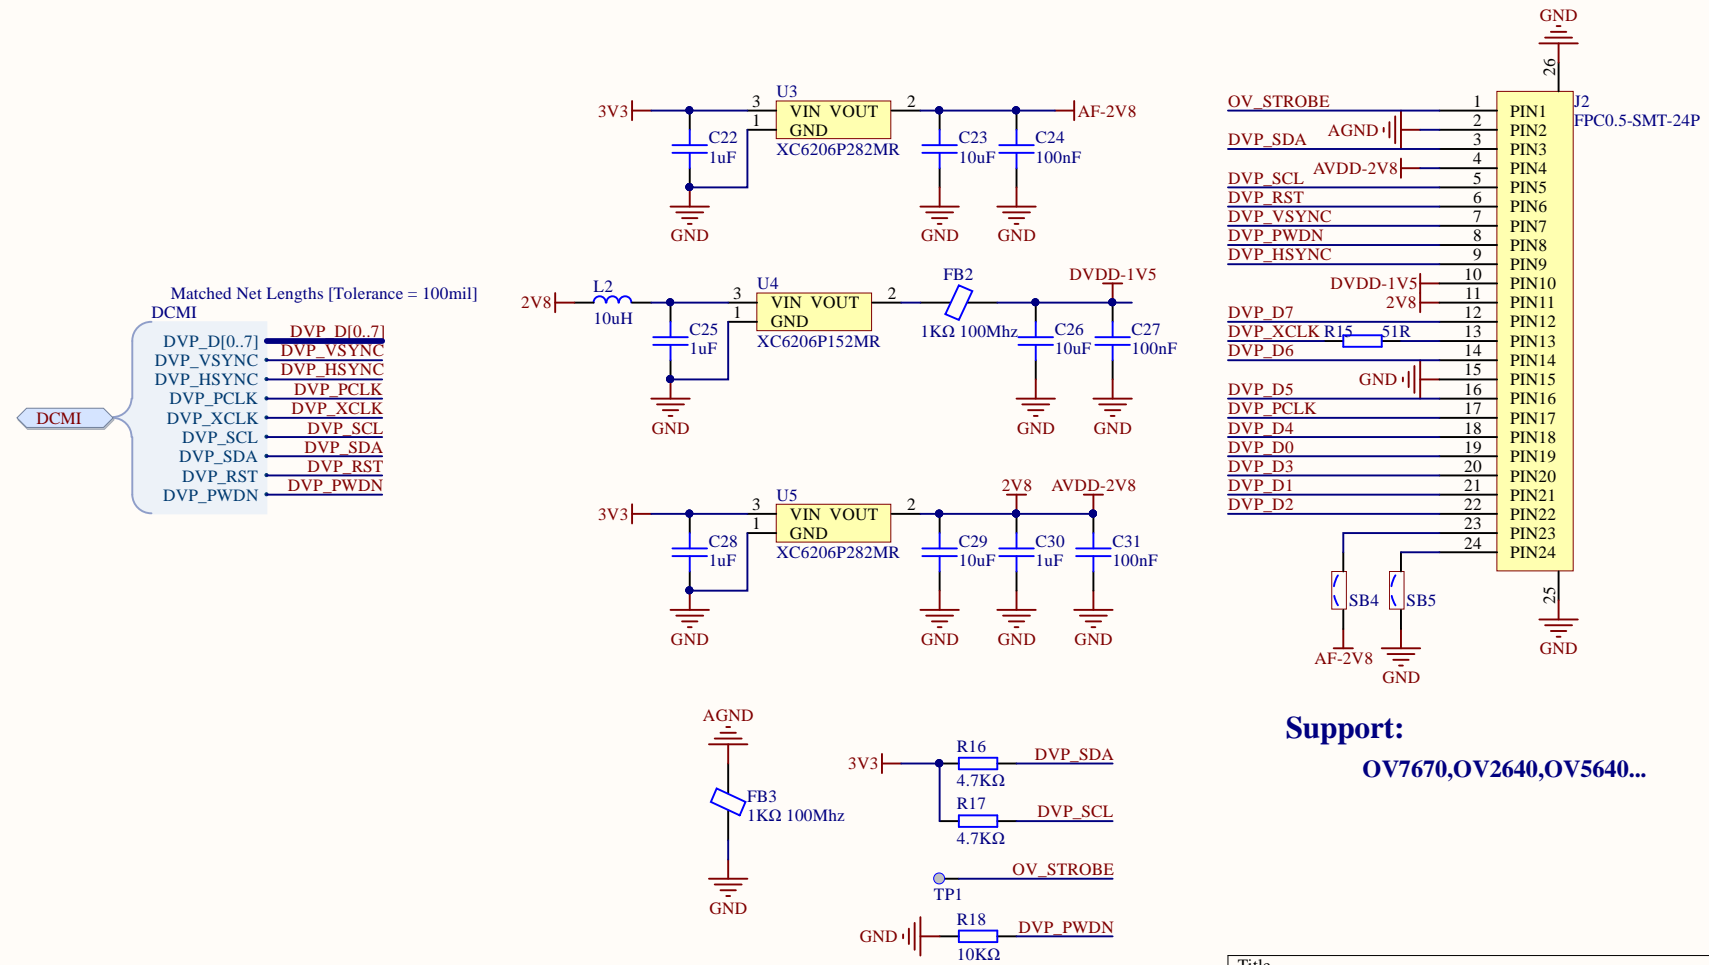 Matched Net Lengths [Tolerance = 100mil]
DCMI
DCMI
DVP_D[0..7] DVP_D[0..7]
DVP_VSYNC DVP_VSYNC
DVP_HSYNC DVP_HSYNC
DVP_PCLK DVP_PCLK
DVP_XCLK DVP_XCLK
DVP_SCL DVP_SCL
DVP_SDA DVP_SDA
DVP_RST DVP_RST
DVP_PWDN DVP_PWDN
U3
3V3 3 VIN VOUT 2 AF-2V8
1 GND
XC6206P282MR
C22
1uF
C23
10uF
C24
100nF
GND GND GND
U4
2V8 L2
10uH
3 VIN VOUT 2
1 GND
XC6206P152MR
FB2
1KΩ 100Mhz
DVDD-1V5
C25
1uF
C26
10uF
C27
100nF
GND GND GND
U5
3V3 3 VIN VOUT 2
1 GND
XC6206P282MR
2V8 AVDD-2V8
C28
1uF
C29
10uF
C30
1uF
C31
100nF
GND GND GND GND
AGND
FB3
1KΩ 100Mhz
GND
3V3 R16 DVP_SDA
4.7KΩ
R17 DVP_SCL
4.7KΩ
OV_STROBE
TP1
GND R18 DVP_PWDN
10KΩ
GND
26
J2
FPC0.5-SMT-24P
OV_STROBE 1 PIN1
AGND 2 PIN2
DVP_SDA 3 PIN3
AVDD-2V8 4 PIN4
DVP_SCL 5 PIN5
DVP_RST 6 PIN6
DVP_VSYNC 7 PIN7
DVP_PWDN 8 PIN8
DVP_HSYNC 9 PIN9
DVDD-1V5 10 PIN10
2V8 11 PIN11
DVP_D7 12 PIN12
DVP_XCLK R15 51R 13 PIN13
DVP_D6 14 PIN14
GND 15 PIN15
DVP_D5 16 PIN16
DVP_PCLK 17 PIN17
DVP_D4 18 PIN18
DVP_D0 19 PIN19
DVP_D3 20 PIN20
DVP_D1 21 PIN21
DVP_D2 22 PIN22
23 PIN23
24 PIN24
SB4 SB5
AF-2V8
GND
25
GND
Support:
OV7670,OV2640,OV5640...
Title